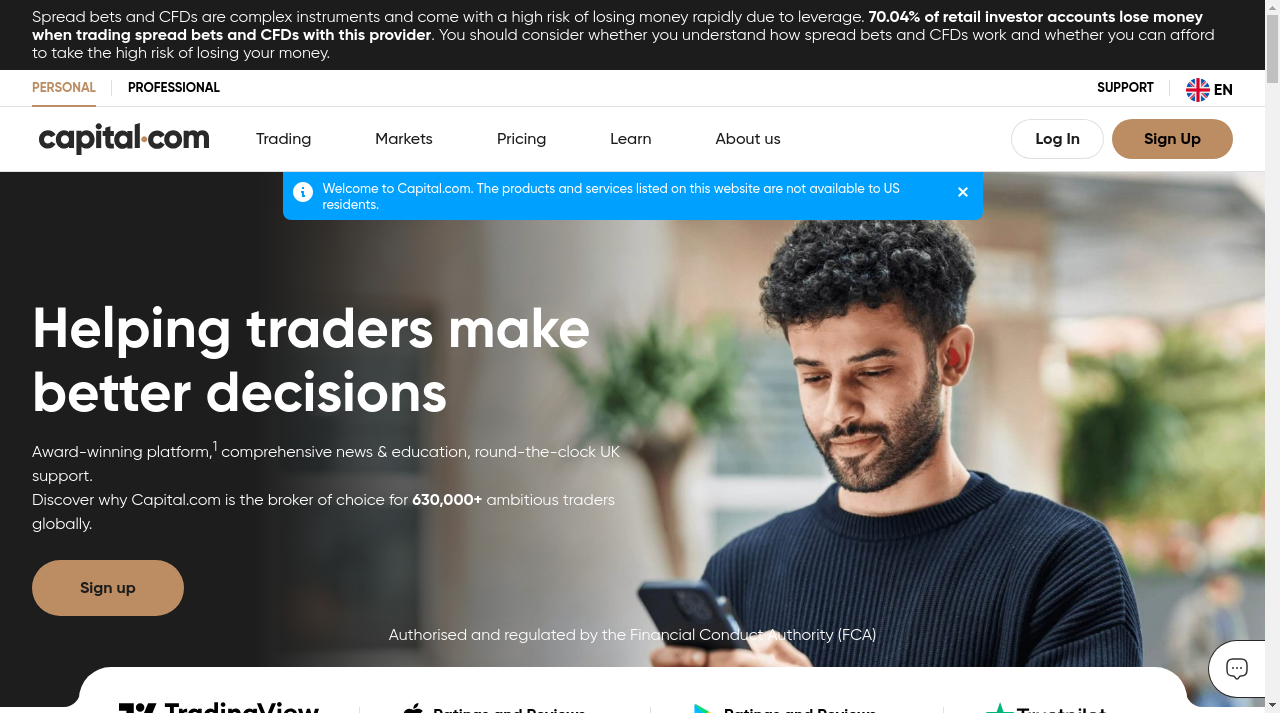 Spread bets and CFDs are complex instruments and come with a high risk of losing money rapidly due to leverage. 70.04% of retail investor accounts lose money
when trading spread bets and CFDs with this provider. You should consider whether you understand how spread bets and CFDs work and whether you can afford
to take the high risk of losing your money.
PERSONAL PROFESSIONAL SUPPORT EN
capital.com Trading Markets Pricing Learn About us Log In Sign Up
Welcome to Capital.com. The products and services listed on this website are not available to US
residents.
Helping traders make
better decisions
Award-winning platform,1 comprehensive news & education, round-the-clock UK
support.
Discover why Capital.com is the broker of choice for 630,000+ ambitious traders
globally.
Sign up
Authorised and regulated by the Financial Conduct Authority (FCA)
TradingView Ratings and Reviews Ratings and Reviews Trustpilot